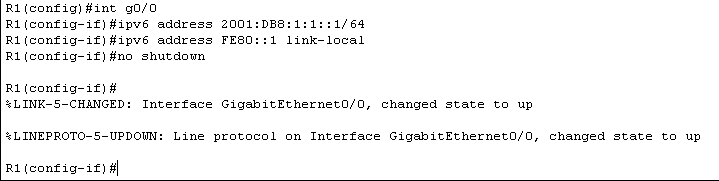 R1(config)#int g0/0
R1(config-if)#ipv6 address 2001:DB8:1:1::1/64
R1(config-if)#ipv6 address FE80::1 link-local
R1(config-if)#no shutdown
R1(config-if)#
%LINK-5-CHANGED: Interface GigabitEthernet0/0, changed state to up
%LINEPROTO-5-UPDOWN: Line protocol on Interface GigabitEthernet0/0, changed state to up
R1(config-if)#